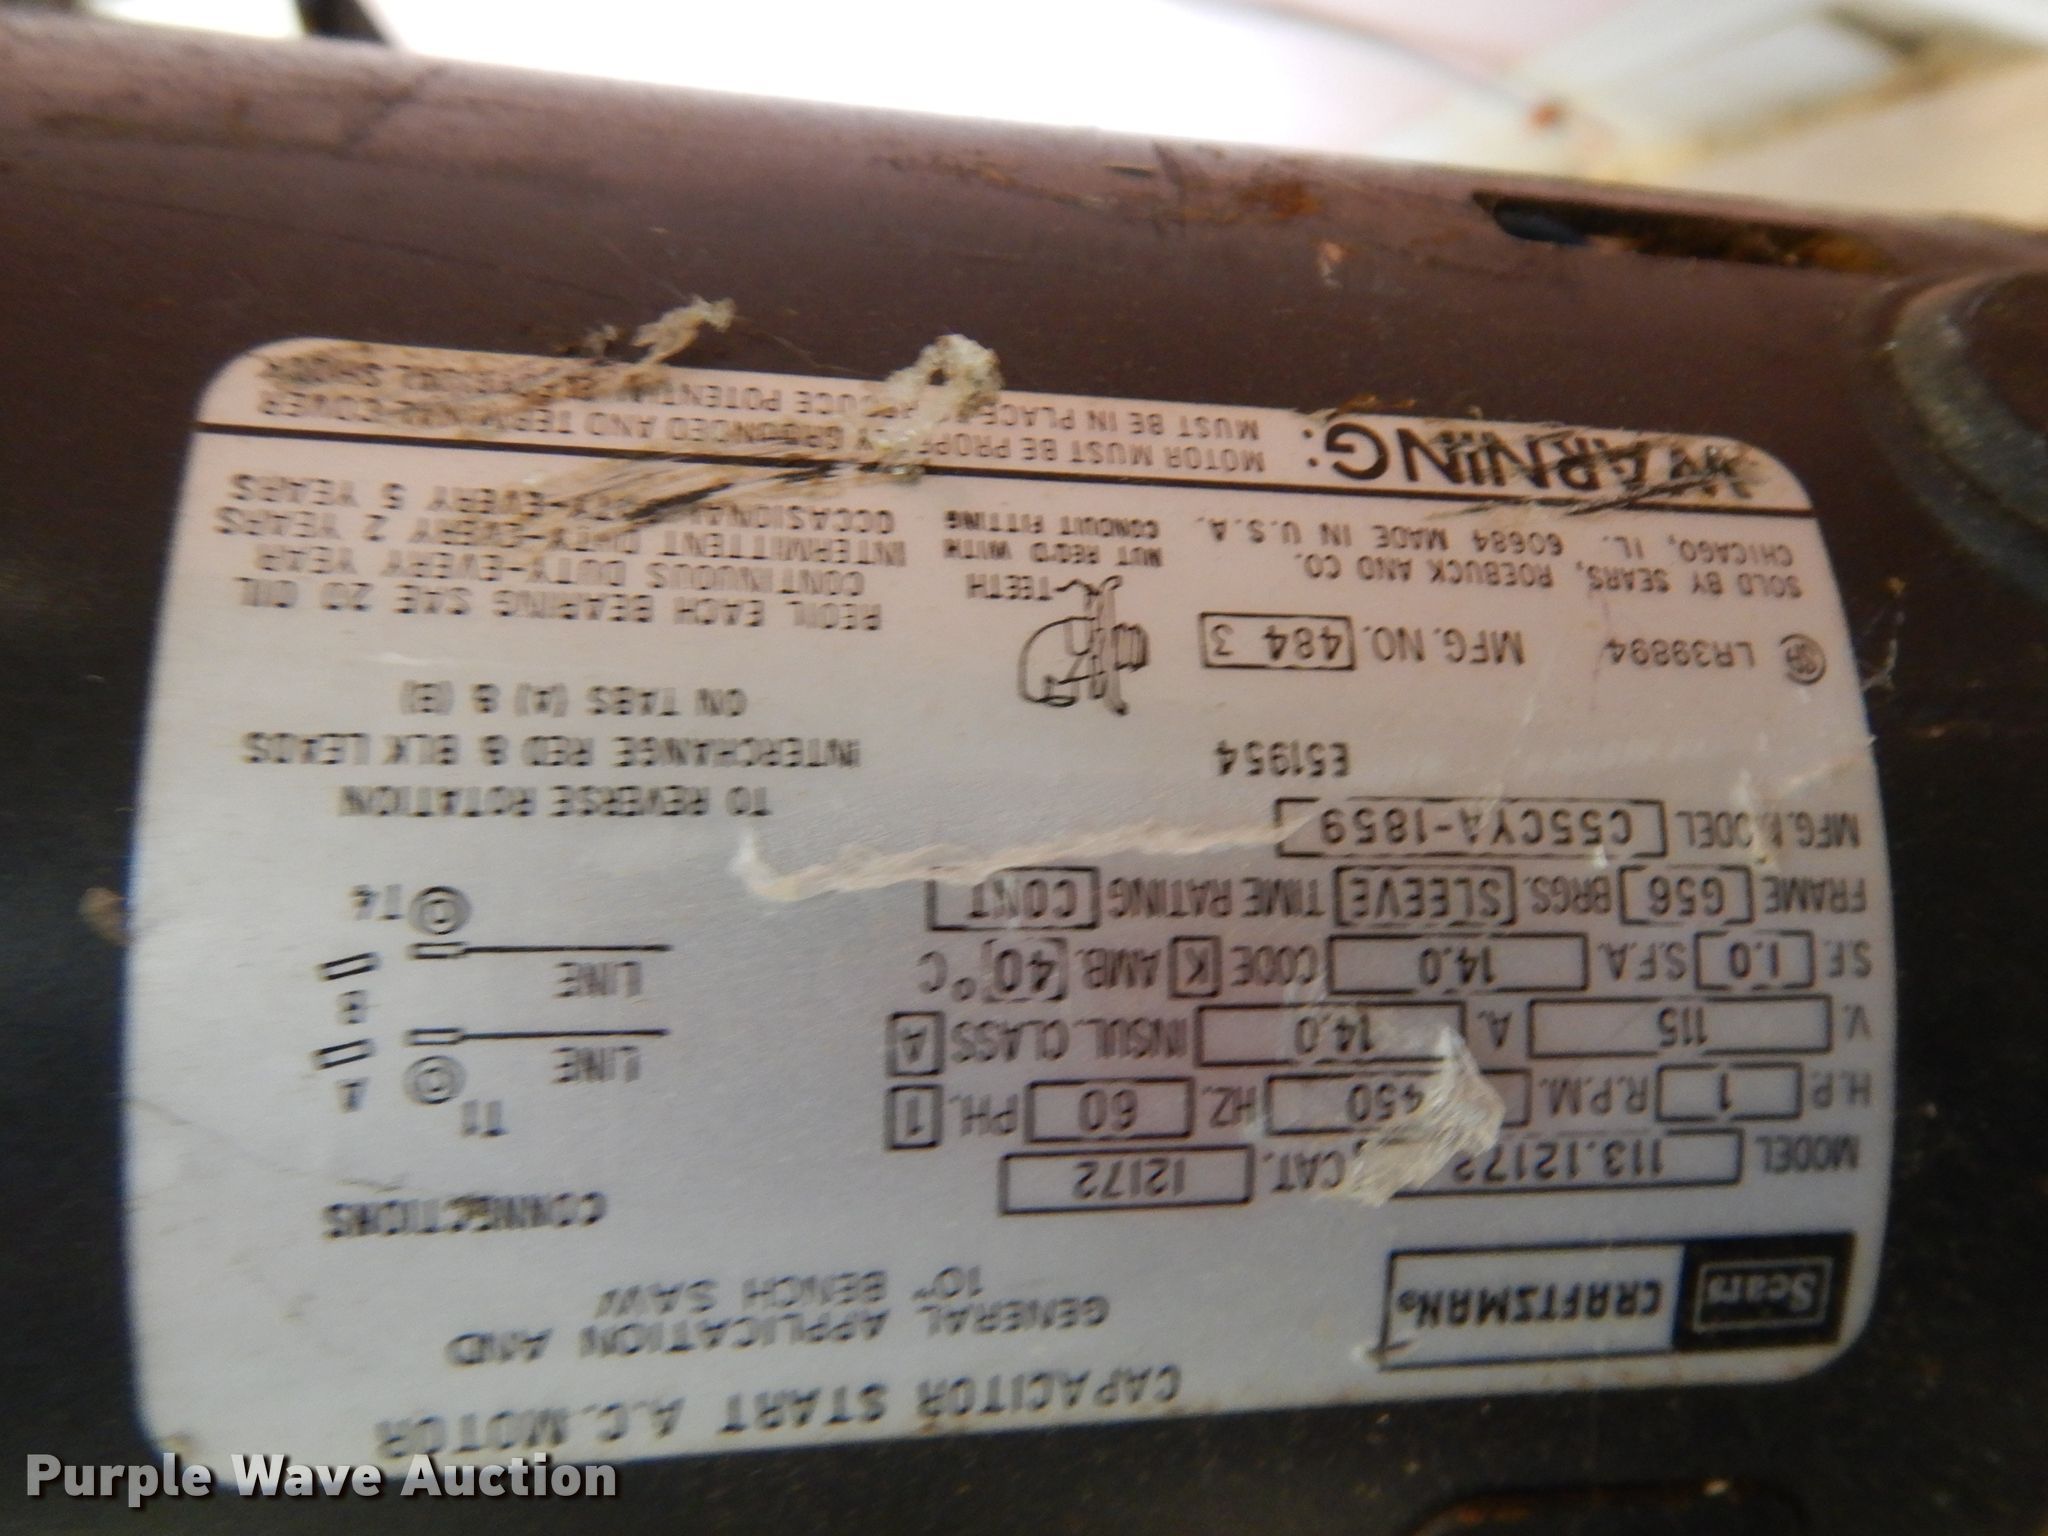 CAPACITOR START A.C. MOTOR
GENERAL APPLICATION AND
10" BENCH SAW
Sears CRAFTSMAN®
MODEL 113.12172 CAT. 12172
H.P. 1 R.P.M. 450 HZ. 60 PH. 1
V. 115 A. 14.0 INSUL. CLASS A
S.F. 1.0 S.F.A. 14.0 CODE K AMB. 40 °C
FRAME G56 BRGS. SLEEVE TIME RATING CONT
MFG. MODEL C55CYA-1859
E51954
LR39894 MFG. NO. 484 3
SOLD BY SEARS, ROEBUCK AND CO.
CHICAGO, IL. 60684 MADE IN U.S.A.
TEETH
NUT REQ'D WITH
CONDUIT FITTING
CONNECTIONS
T1
A
LINE
B
LINE
T4
TO REVERSE ROTATION
INTERCHANGE RED & BLK LEADS
ON TABS (A) & (B)
REOIL EACH BEARING SAE 20 OIL
CONTINUOUS DUTY-EVERY YEAR
INTERMITTENT DUTY-EVERY 2 YEARS
OCCASIONAL DUTY-EVERY 5 YEARS
WARNING:
MOTOR MUST BE GROUNDED AND COVER
MUST BE IN PLACE SHOCK
Purple Wave Auction